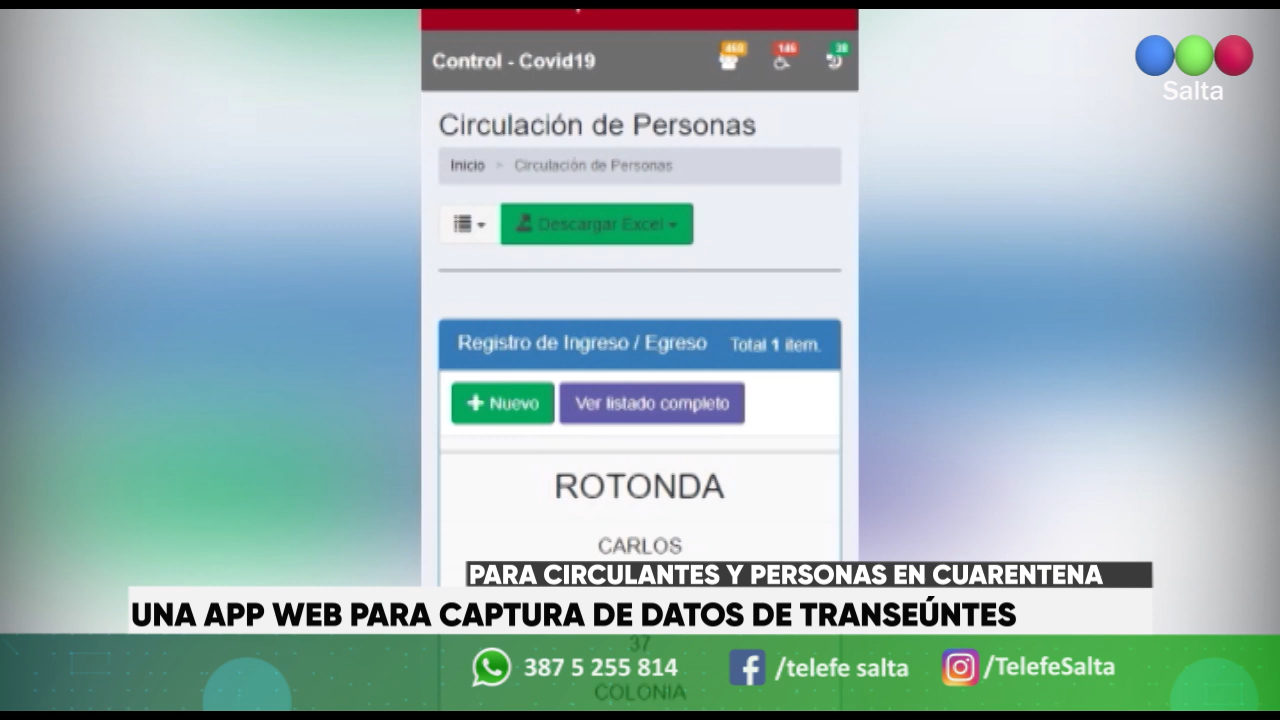 Control - Covid19
468
146
Salta
Circulación de Personas
Inicio > Circulación de Personas
Descargar Excel
Registro de Ingreso / Egreso Total 1 item.
+ Nuevo Ver listado completo
ROTONDA
CARLOS
PARA CIRCULANTES Y PERSONAS EN CUARENTENA
UNA APP WEB PARA CAPTURA DE DATOS DE TRANSEÚNTES
37
387 5 255 814 /telefe salta /TelefeSalta
COLONIA